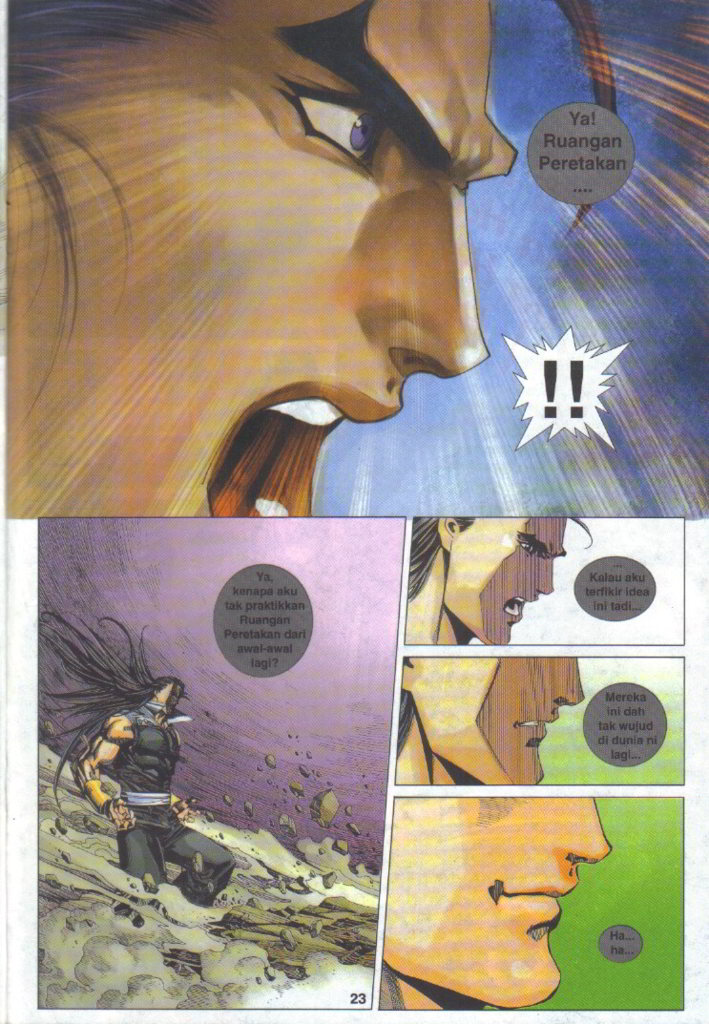 Ya!
Ruangan
Peretakan
....
!!
Ya,
kenapa aku
tak praktikkan
Ruangan
Peretakan dari
awal-awal
lagi?
...
Kalau aku
terfikir idea
ini tadi...
Mereka
ini dah
tak wujud
di dunia ni
lagi...
Ha...
ha...
23